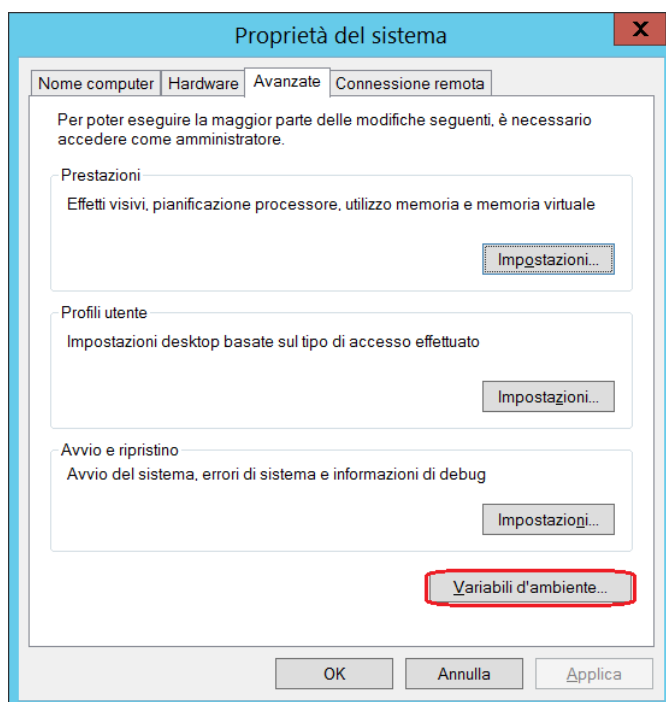 Proprietà del sistema
X
Nome computer Hardware Avanzate Connessione remota
Per poter eseguire la maggior parte delle modifiche seguenti, è necessario
accedere come amministratore.
Prestazioni
Effetti visivi, pianificazione processore, utilizzo memoria e memoria virtuale
Impostazioni...
Profili utente
Impostazioni desktop basate sul tipo di accesso effettuato
Impostazioni...
Avvio e ripristino
Avvio del sistema, errori di sistema e informazioni di debug
Impostazioni...
Variabili d'ambiente...
OK Annulla Applica